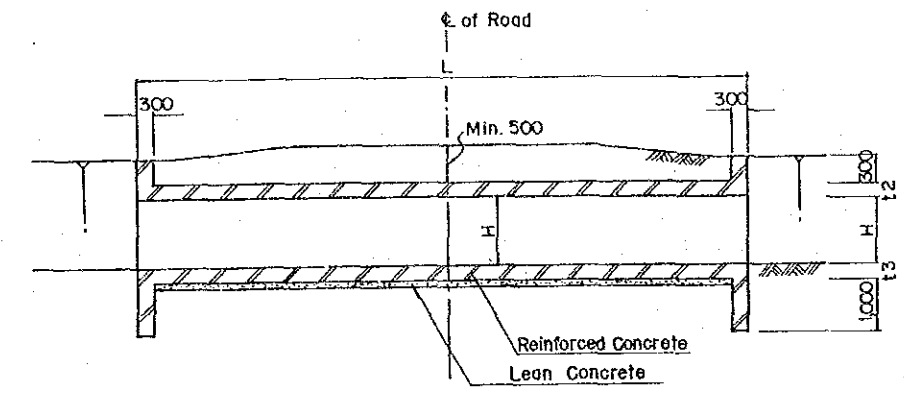 ℄ of Road
L
300
300
Min. 500
300
t2
H
H
t3
1000
Reinforced Concrete
Lean Concrete